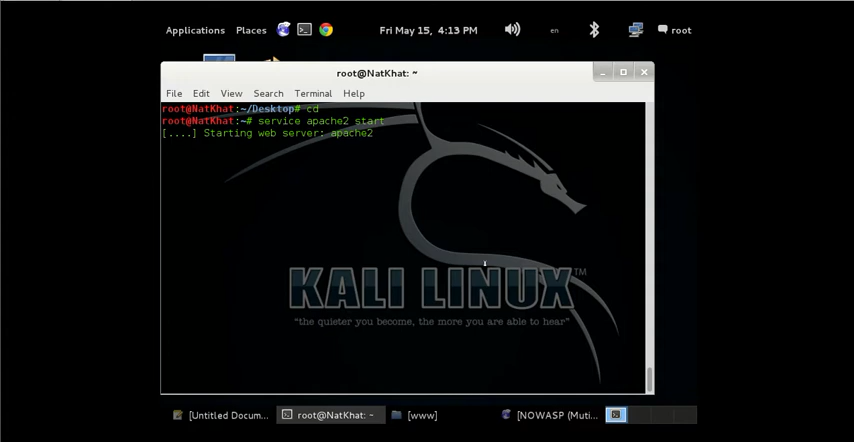 Applications Places Fri May 15, 4:13 PM en root
root@NatKhat: ~
File Edit View Search Terminal Help
root@NatKhat:~/Desktop# cd
root@NatKhat:~# service apache2 start
[....] Starting web server: apache2
KALI LINUX™
"the quieter you become, the more you are able to hear"
[Untitled Docum... root@NatKhat: ~ [www] [NOWASP (Muti...